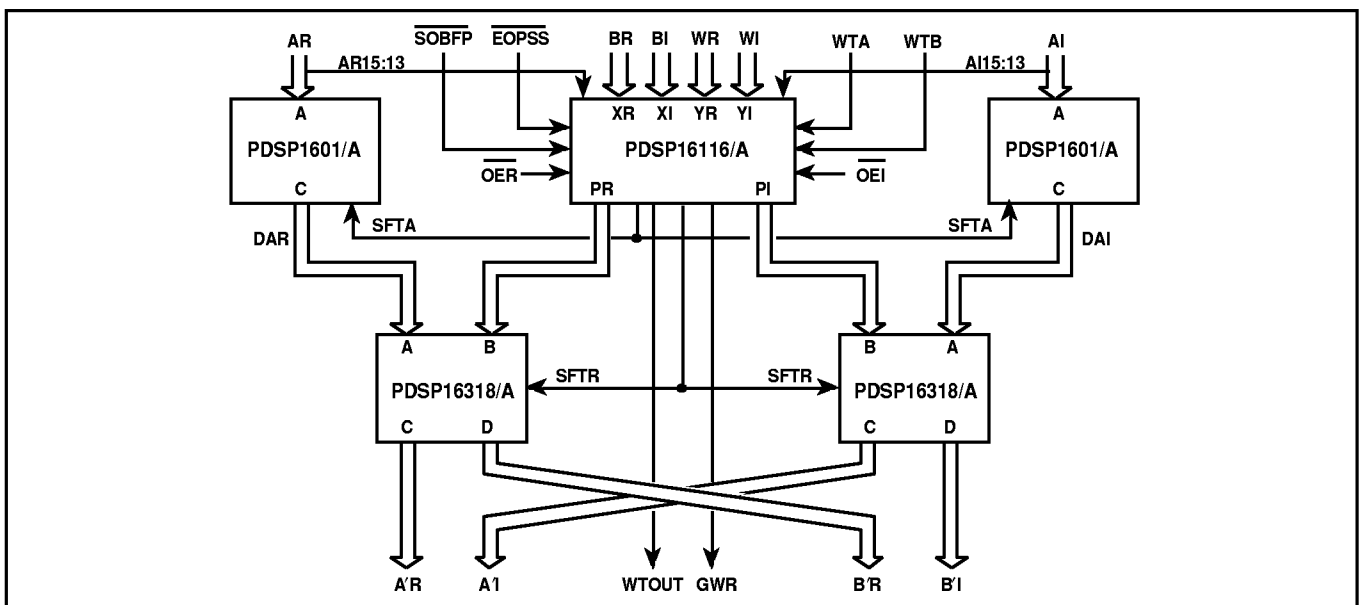 AR SOBFP EOPSS BR BI WR WI WTA WTB AI
AR15:13 AI15:13
A XR XI YR YI A
PDSP1601/A PDSP16116/A PDSP1601/A
OER OEI
C PR PI C
SFTA SFTA
DAR DAI
A B B A
SFTR SFTR
PDSP16318/A PDSP16318/A
C D C D
A'R A'I WTOUT GWR B'R B'I